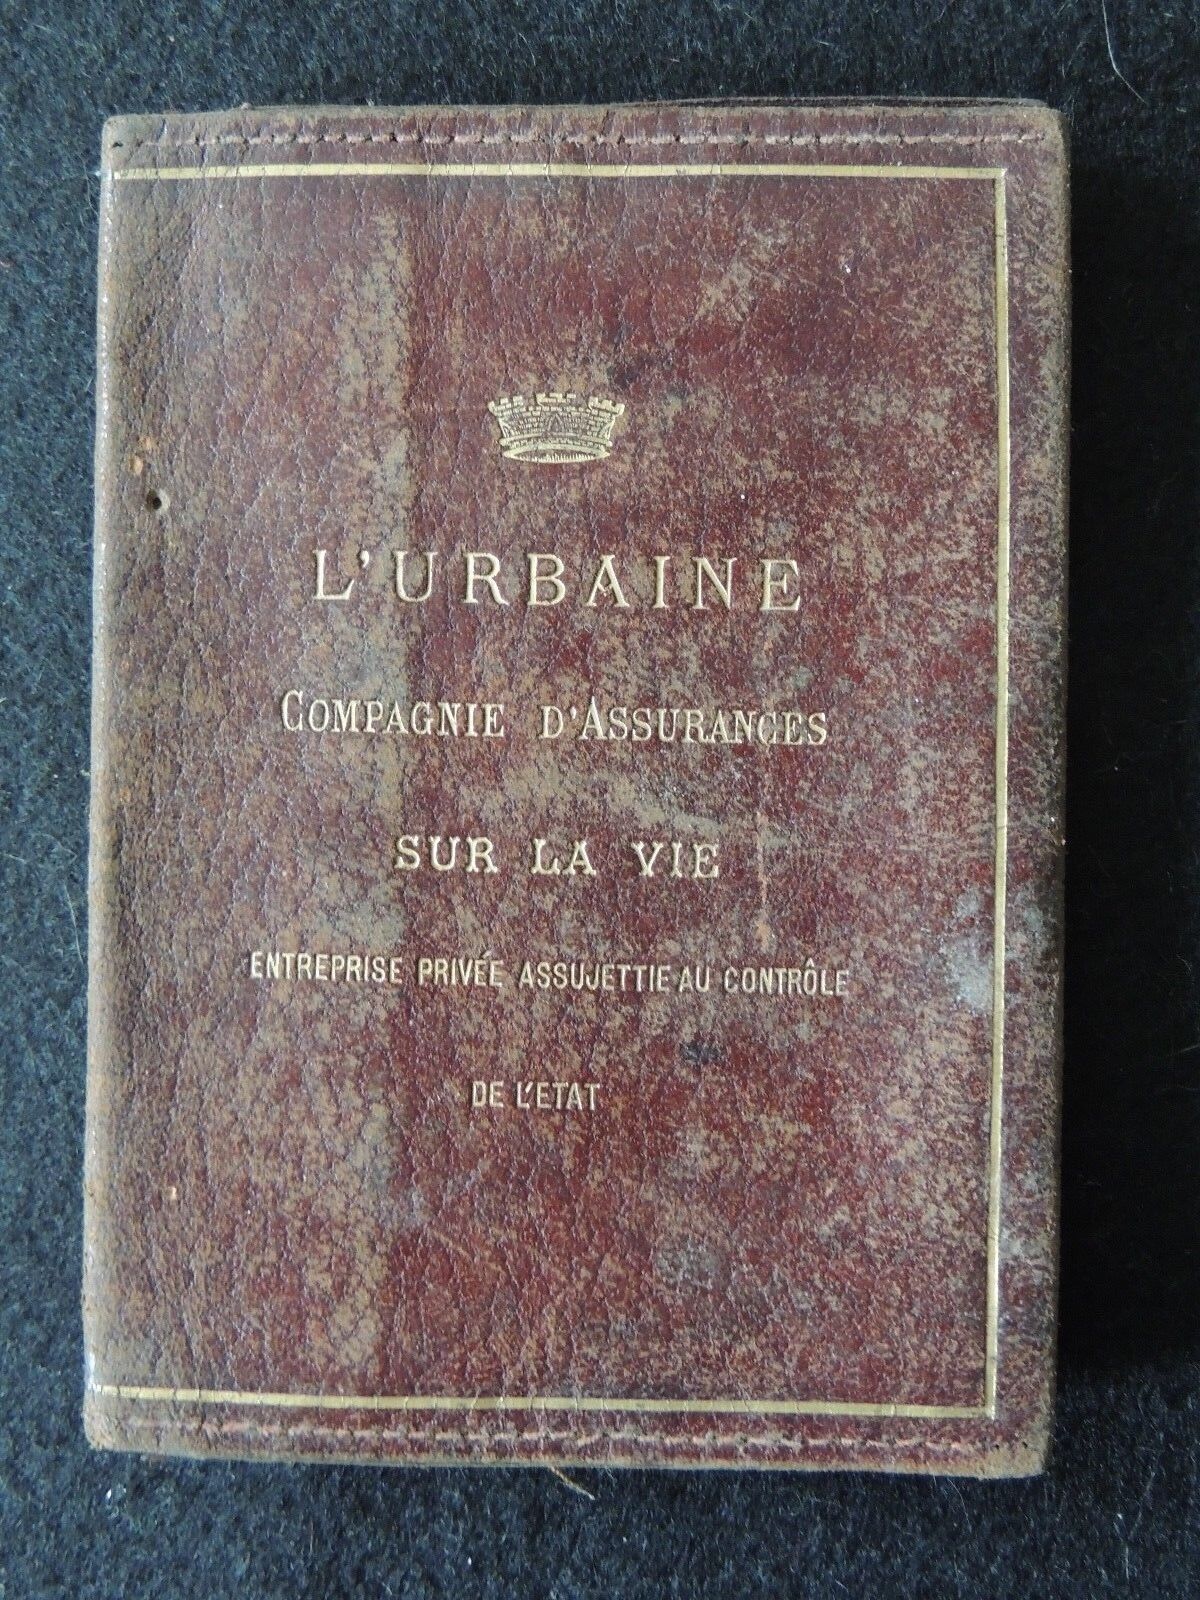 L'URBAINE
COMPAGNIE D'ASSURANCES
SUR LA VIE
ENTREPRISE PRIVÉE ASSUJETTIE AU CONTRÔLE
DE L'ETAT